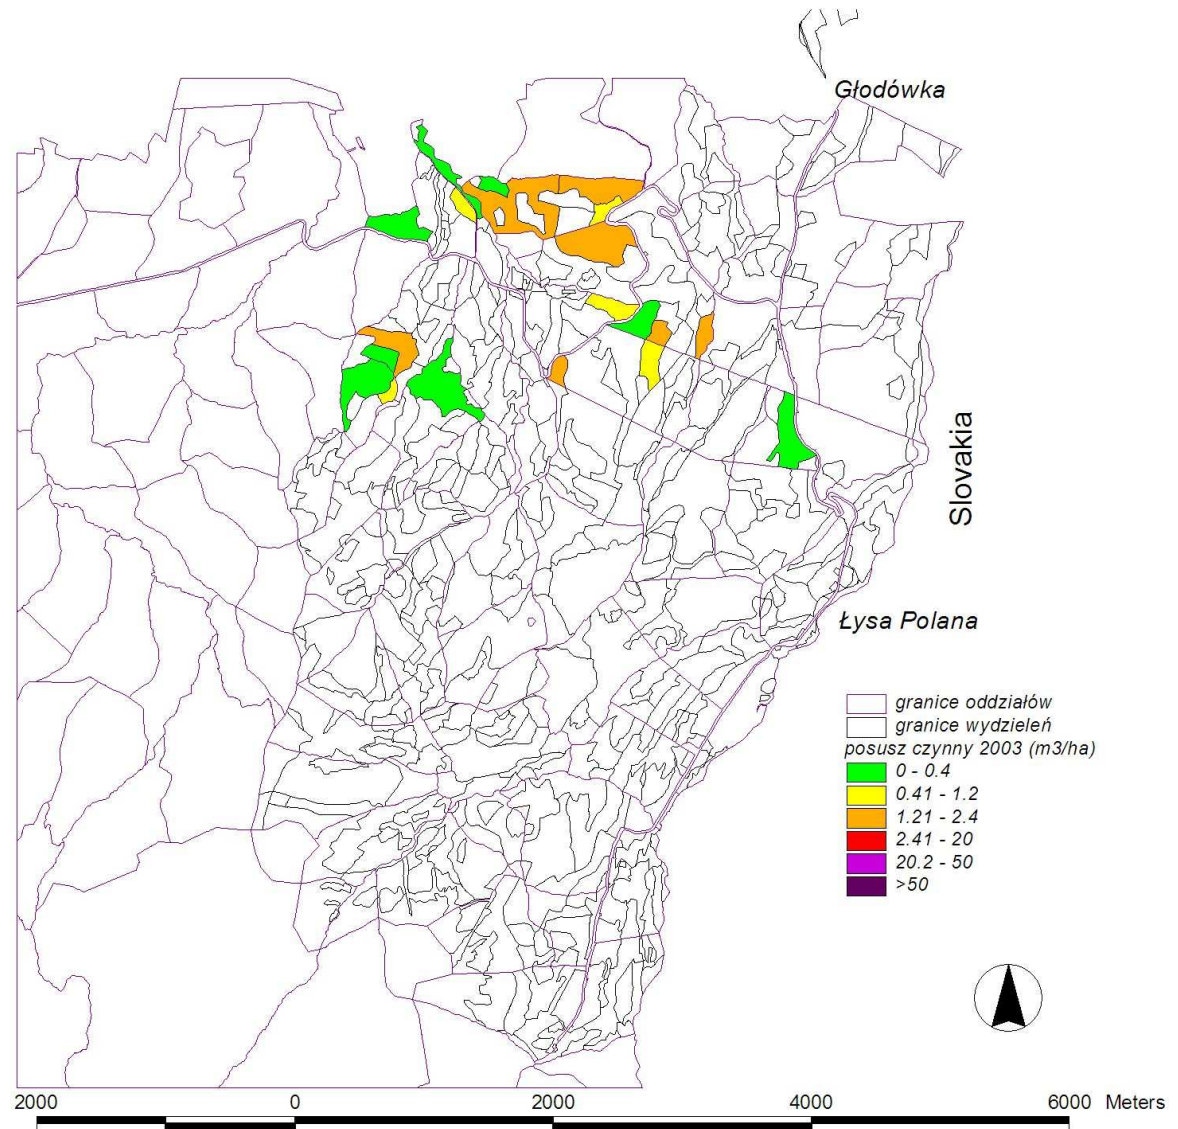 Głodówka
Slovakia
Łysa Polana
granice oddziałów
granice wydzieleń
posusz czynny 2003 (m3/ha)
0 - 0.4
0.41 - 1.2
1.21 - 2.4
2.41 - 20
20.2 - 50
>50
2000 0 2000 4000 6000 Meters